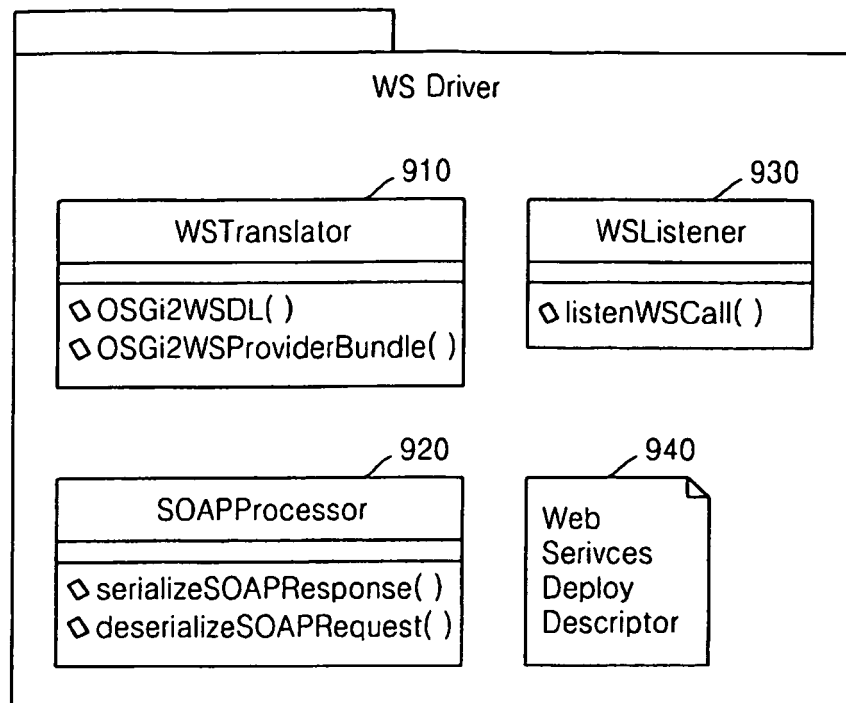 WS Driver
910
WSTranslator
OSGi2WSDL( )
OSGi2WSProviderBundle( )
930
WSListener
listenWSCall( )
920
SOAPProcessor
serializeSOAPResponse( )
deserializeSOAPRequest( )
940
Web
Serivces
Deploy
Descriptor